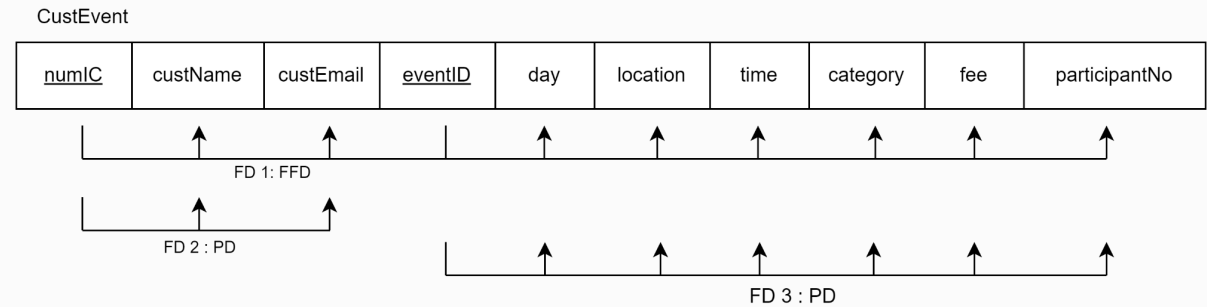 CustEvent
numIC custName custEmail eventID day location time category fee participantNo
FD 1: FFD
FD 2 : PD
FD 3 : PD